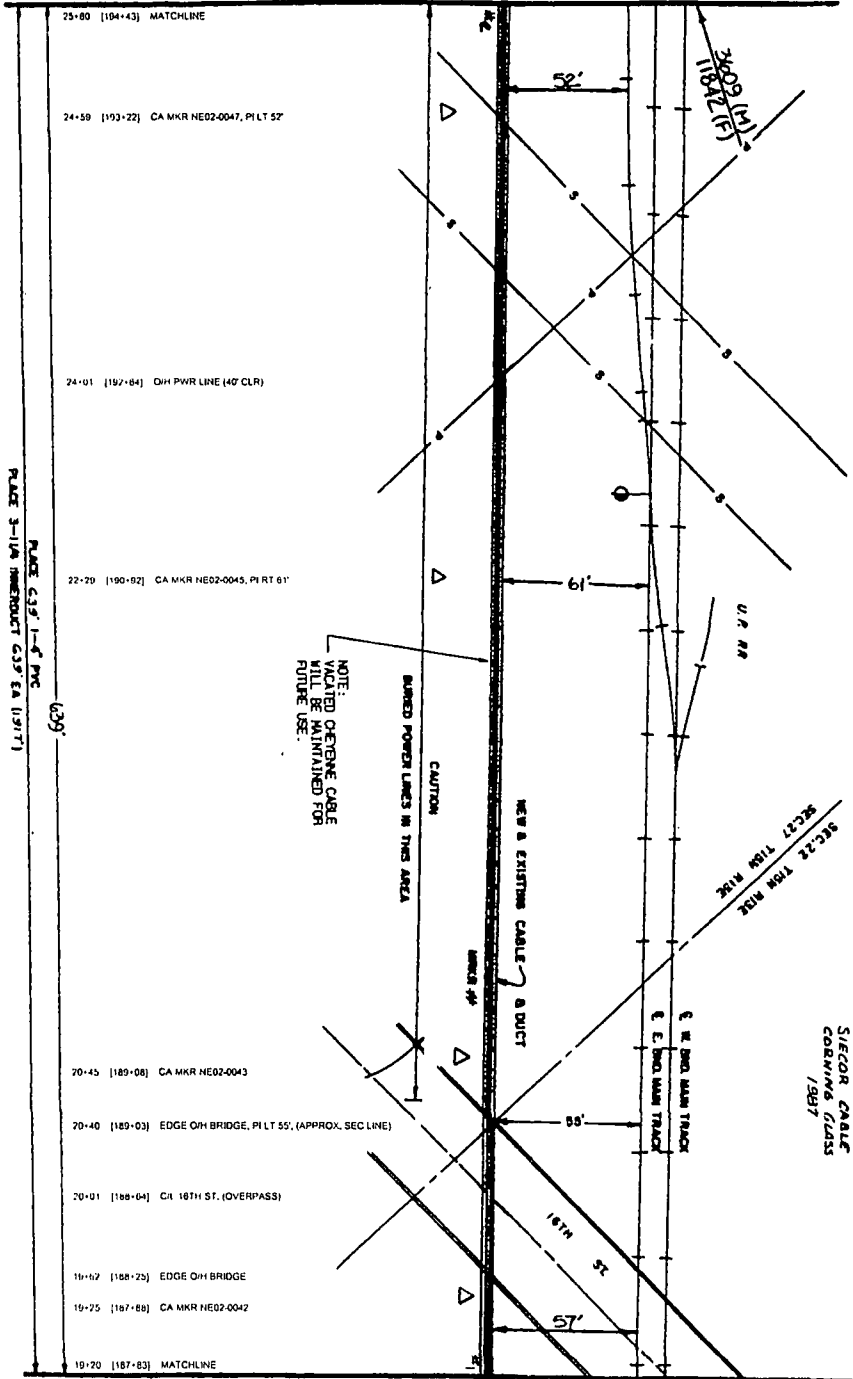 25+80 [194+43] MATCHLINE
24+59 [193+22] CA MKR NE02-0047, PI LT 52'
24+01 [192+64] O/H PWR LINE (40' CLR)
22+29 [190+92] CA MKR NE02-0045, PI RT 61'
20+45 [189+08] CA MKR NE02-0043
20+40 [189+03] EDGE O/H BRIDGE, PI LT 55', (APPROX. SEC LINE)
20+01 [188+64] C/L 16TH ST. (OVERPASS)
19+62 [188+25] EDGE O/H BRIDGE
19+25 [187+88] CA MKR NE02-0042
19+20 [187+83] MATCHLINE
52'
3609 (M)
11842 (F)
S
S
S
S
S
P
P
P
61'
U.P. RR
NOTE:
VACATED CHEYENNE CABLE
WILL BE MAINTAINED FOR
FUTURE USE.
CAUTION
BURIED POWER LINES IN THIS AREA
NEW & EXISTING CABLE & DUCT
SEC.27 T15N R13E
SEC.22 T15N R13E
℄ W. BND. MAIN TRACK
℄ E. BND. MAIN TRACK
SIECOR CABLE
CORNING GLASS
1987
55'
16TH ST
57'
639'
PLACE 639' 1-4" PVC
PLACE 3-1 1/4 INNERDUCT 639' EA (1917')